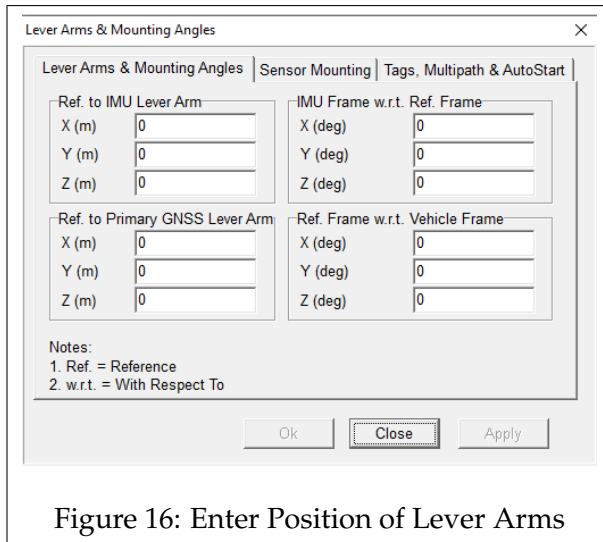 Lever Arms & Mounting Angles
Lever Arms & Mounting Angles Sensor Mounting Tags, Multipath & AutoStart
Ref. to IMU Lever Arm
X (m) 0
Y (m) 0
Z (m) 0
IMU Frame w.r.t. Ref. Frame
X (deg) 0
Y (deg) 0
Z (deg) 0
Ref. to Primary GNSS Lever Arm
X (m) 0
Y (m) 0
Z (m) 0
Ref. Frame w.r.t. Vehicle Frame
X (deg) 0
Y (deg) 0
Z (deg) 0
Notes:
1. Ref. = Reference
2. w.r.t. = With Respect To
Ok Close Apply
Figure 16: Enter Position of Lever Arms